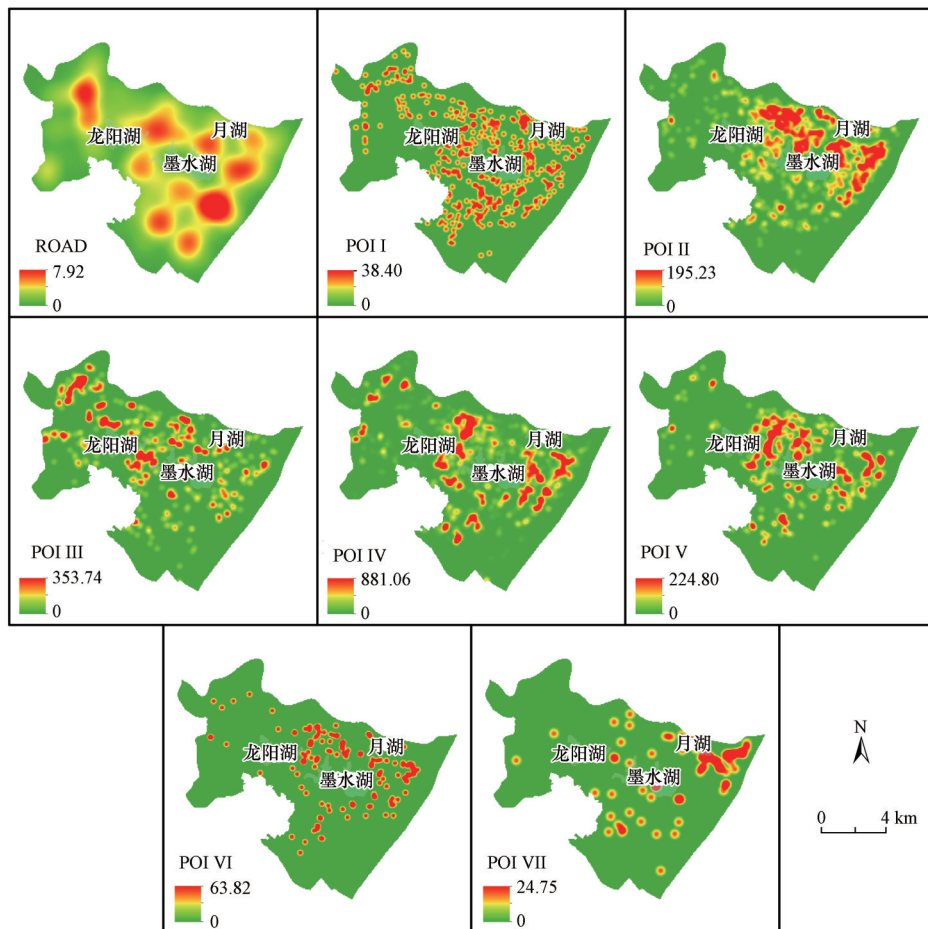 龙阳湖
月湖
墨水湖
ROAD
7.92
0
龙阳湖
月湖
墨水湖
POI I
38.40
0
龙阳湖
月湖
墨水湖
POI II
195.23
0
龙阳湖
月湖
墨水湖
POI III
353.74
0
龙阳湖
月湖
墨水湖
POI IV
881.06
0
龙阳湖
月湖
墨水湖
POI V
224.80
0
龙阳湖
月湖
墨水湖
POI VI
63.82
0
龙阳湖
月湖
墨水湖
POI VII
24.75
0
N
0 4 km